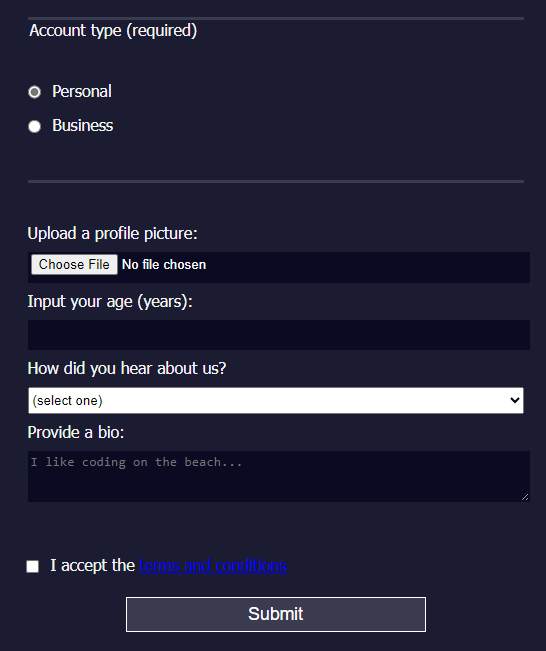 Account type (required)
Personal
Business
Upload a profile picture:
Choose File No file chosen
Input your age (years):
How did you hear about us?
(select one)
Provide a bio:
I like coding on the beach...
I accept the terms and conditions
Submit